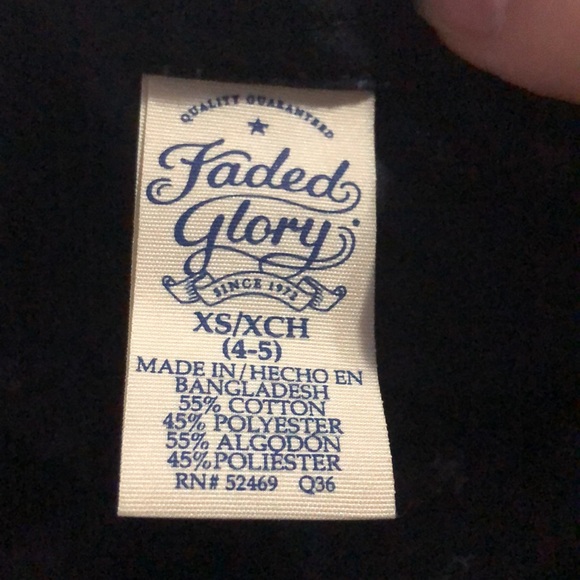 QUALITY GUARANTEED
Faded
Glory
SINCE 1972
XS/XCH
(4-5)
MADE IN/HECHO EN
BANGLADESH
55% COTTON
45% POLYESTER
55% ALGODÓN
45%POLIESTER
RN# 52469 Q36